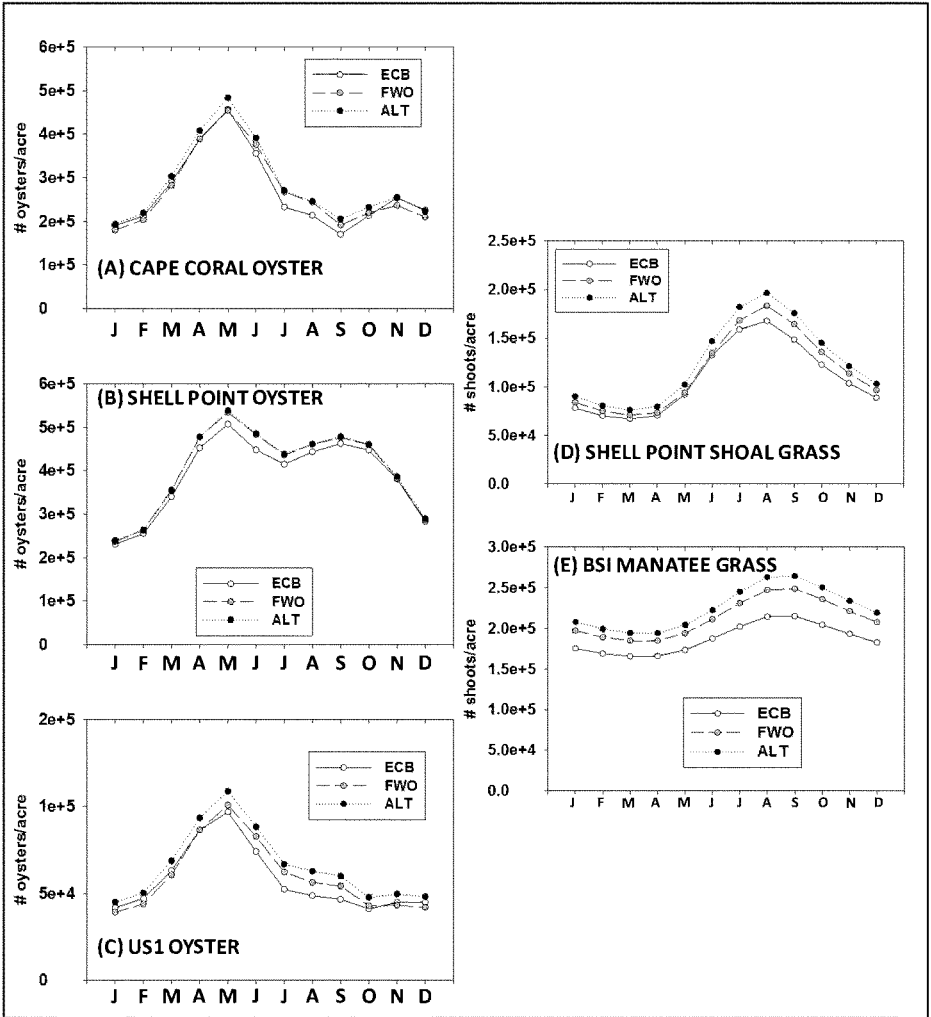 6e+5
5e+5
4e+5
3e+5
2e+5
1e+5
0
# oysters/acre
ECB
FWO
ALT
(A) CAPE CORAL OYSTER
J F M A M J J A S O N D
6e+5
5e+5
4e+5
3e+5
2e+5
1e+5
0
# oysters/acre
(B) SHELL POINT OYSTER
ECB
FWO
ALT
J F M A M J J A S O N D
2e+5
1e+5
5e+4
0
# oysters/acre
ECB
FWO
ALT
(C) US1 OYSTER
J F M A M J J A S O N D
2.5e+5
2.0e+5
1.5e+5
1.0e+5
5.0e+4
0.0
# shoots/acre
ECB
FWO
ALT
(D) SHELL POINT SHOAL GRASS
J F M A M J J A S O N D
3.0e+5
2.5e+5
2.0e+5
1.5e+5
1.0e+5
5.0e+4
0.0
# shoots/acre
(E) BSI MANATEE GRASS
ECB
FWO
ALT
J F M A M J J A S O N D